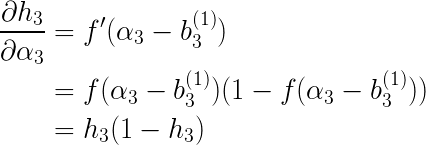 ∂h₃/∂α₃ = f′(α₃ − b₃⁽¹⁾)
= f(α₃ − b₃⁽¹⁾)(1 − f(α₃ − b₃⁽¹⁾))
= h₃(1 − h₃)